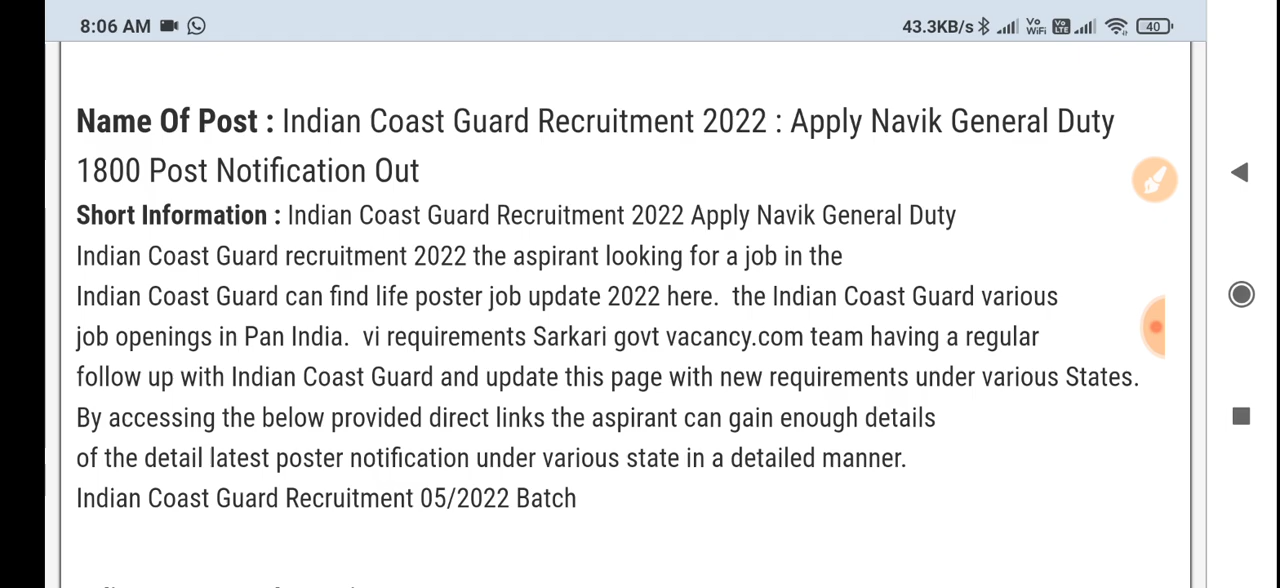 8:06 AM 43.3KB/s Vo WiFi Vo LTE 40
Name Of Post : Indian Coast Guard Recruitment 2022 : Apply Navik General Duty
1800 Post Notification Out
Short Information : Indian Coast Guard Recruitment 2022 Apply Navik General Duty
Indian Coast Guard recruitment 2022 the aspirant looking for a job in the
Indian Coast Guard can find life poster job update 2022 here.  the Indian Coast Guard various
job openings in Pan India.  vi requirements Sarkari govt vacancy.com team having a regular
follow up with Indian Coast Guard and update this page with new requirements under various States.
By accessing the below provided direct links the aspirant can gain enough details
of the detail latest poster notification under various state in a detailed manner.
Indian Coast Guard Recruitment 05/2022 Batch